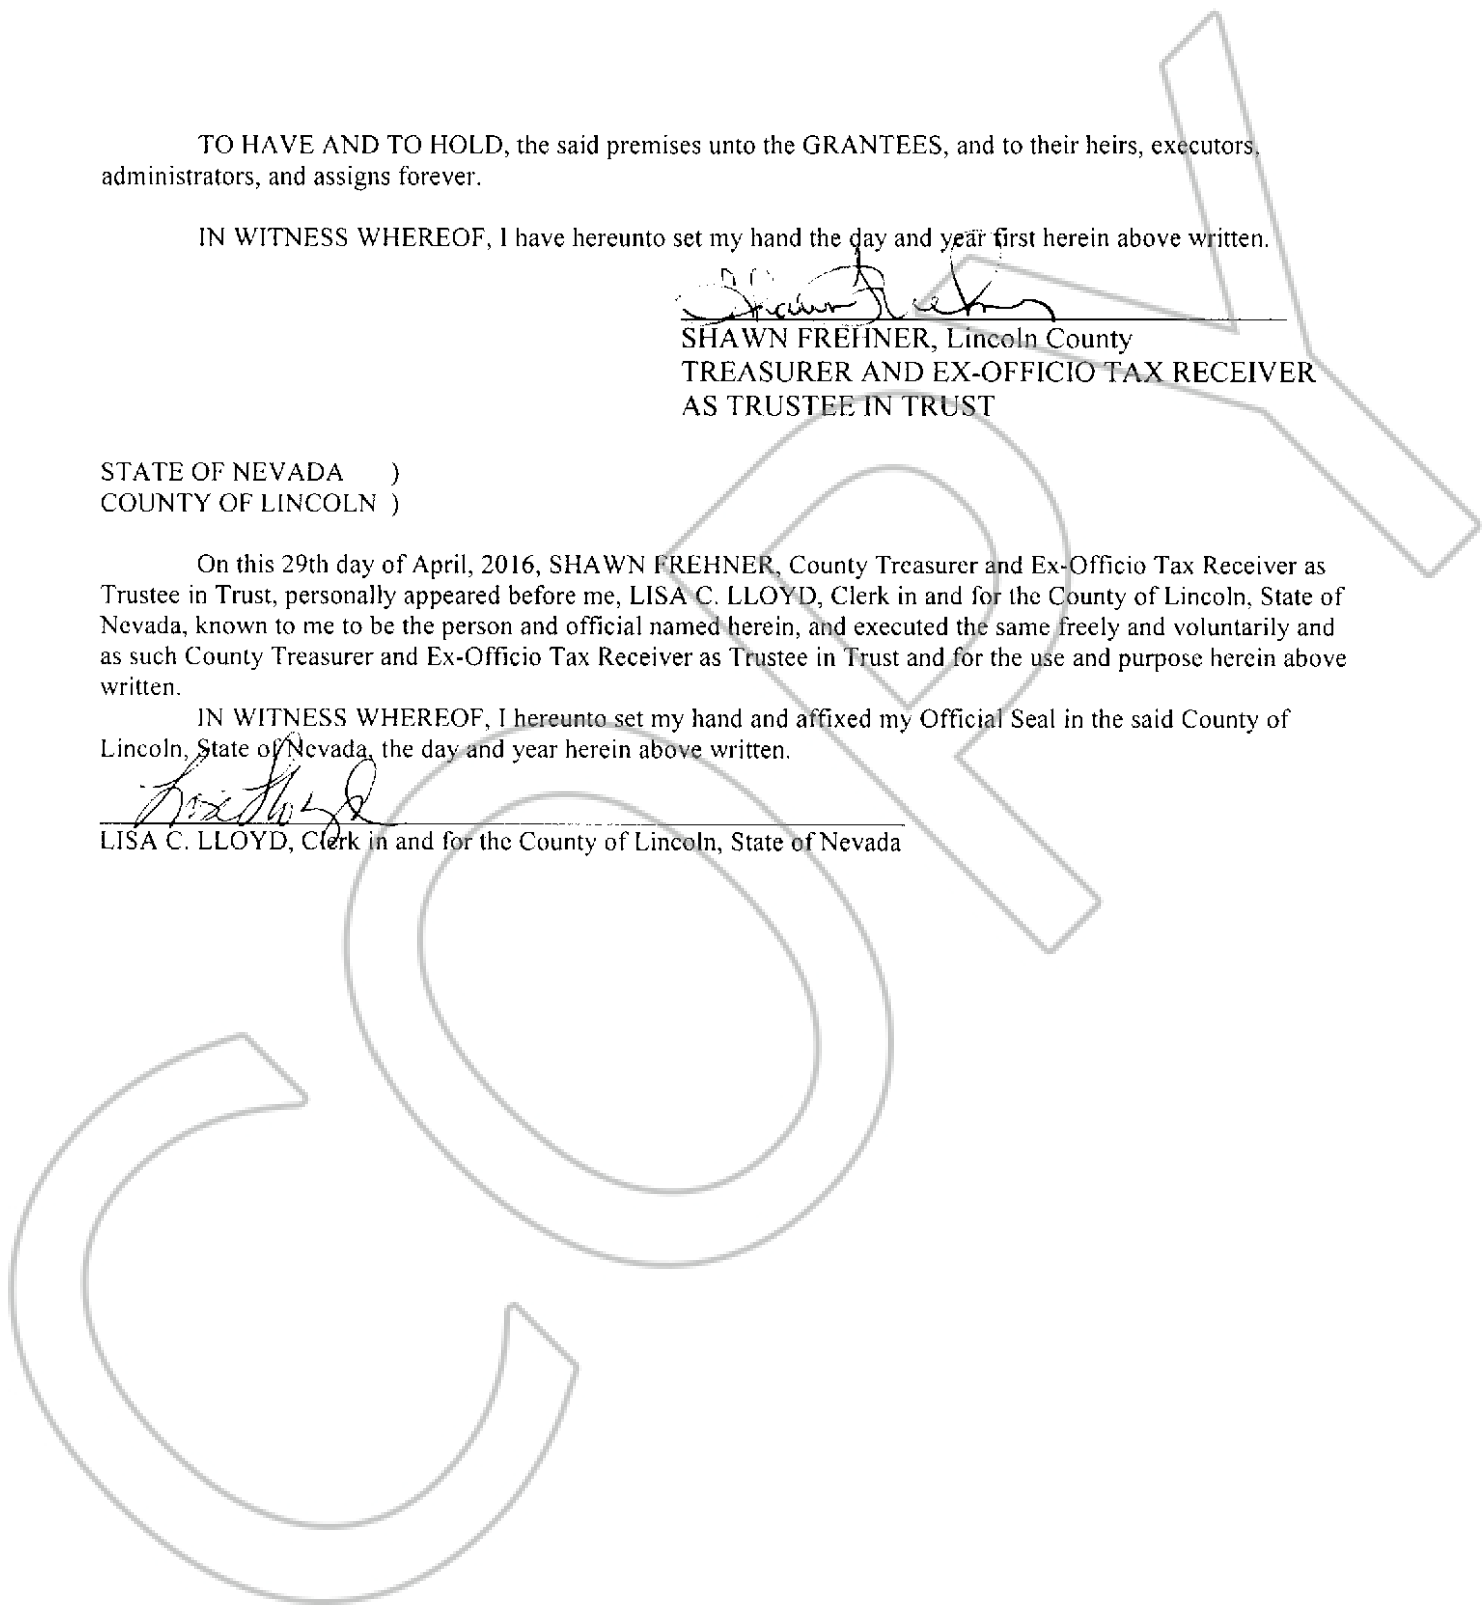 TO HAVE AND TO HOLD, the said premises unto the GRANTEES, and to their heirs, executors,
administrators, and assigns forever.
IN WITNESS WHEREOF, I have hereunto set my hand the day and year first herein above written.
Shawn Frehner
SHAWN FREHNER, Lincoln County
TREASURER AND EX-OFFICIO TAX RECEIVER
AS TRUSTEE IN TRUST
STATE OF NEVADA )
COUNTY OF LINCOLN )
On this 29th day of April, 2016, SHAWN FREHNER, County Treasurer and Ex-Officio Tax Receiver as
Trustee in Trust, personally appeared before me, LISA C. LLOYD, Clerk in and for the County of Lincoln, State of
Nevada, known to me to be the person and official named herein, and executed the same freely and voluntarily and
as such County Treasurer and Ex-Officio Tax Receiver as Trustee in Trust and for the use and purpose herein above
written.
IN WITNESS WHEREOF, I hereunto set my hand and affixed my Official Seal in the said County of
Lincoln, State of Nevada, the day and year herein above written.
Lisa Lloyd
LISA C. LLOYD, Clerk in and for the County of Lincoln, State of Nevada
COPY